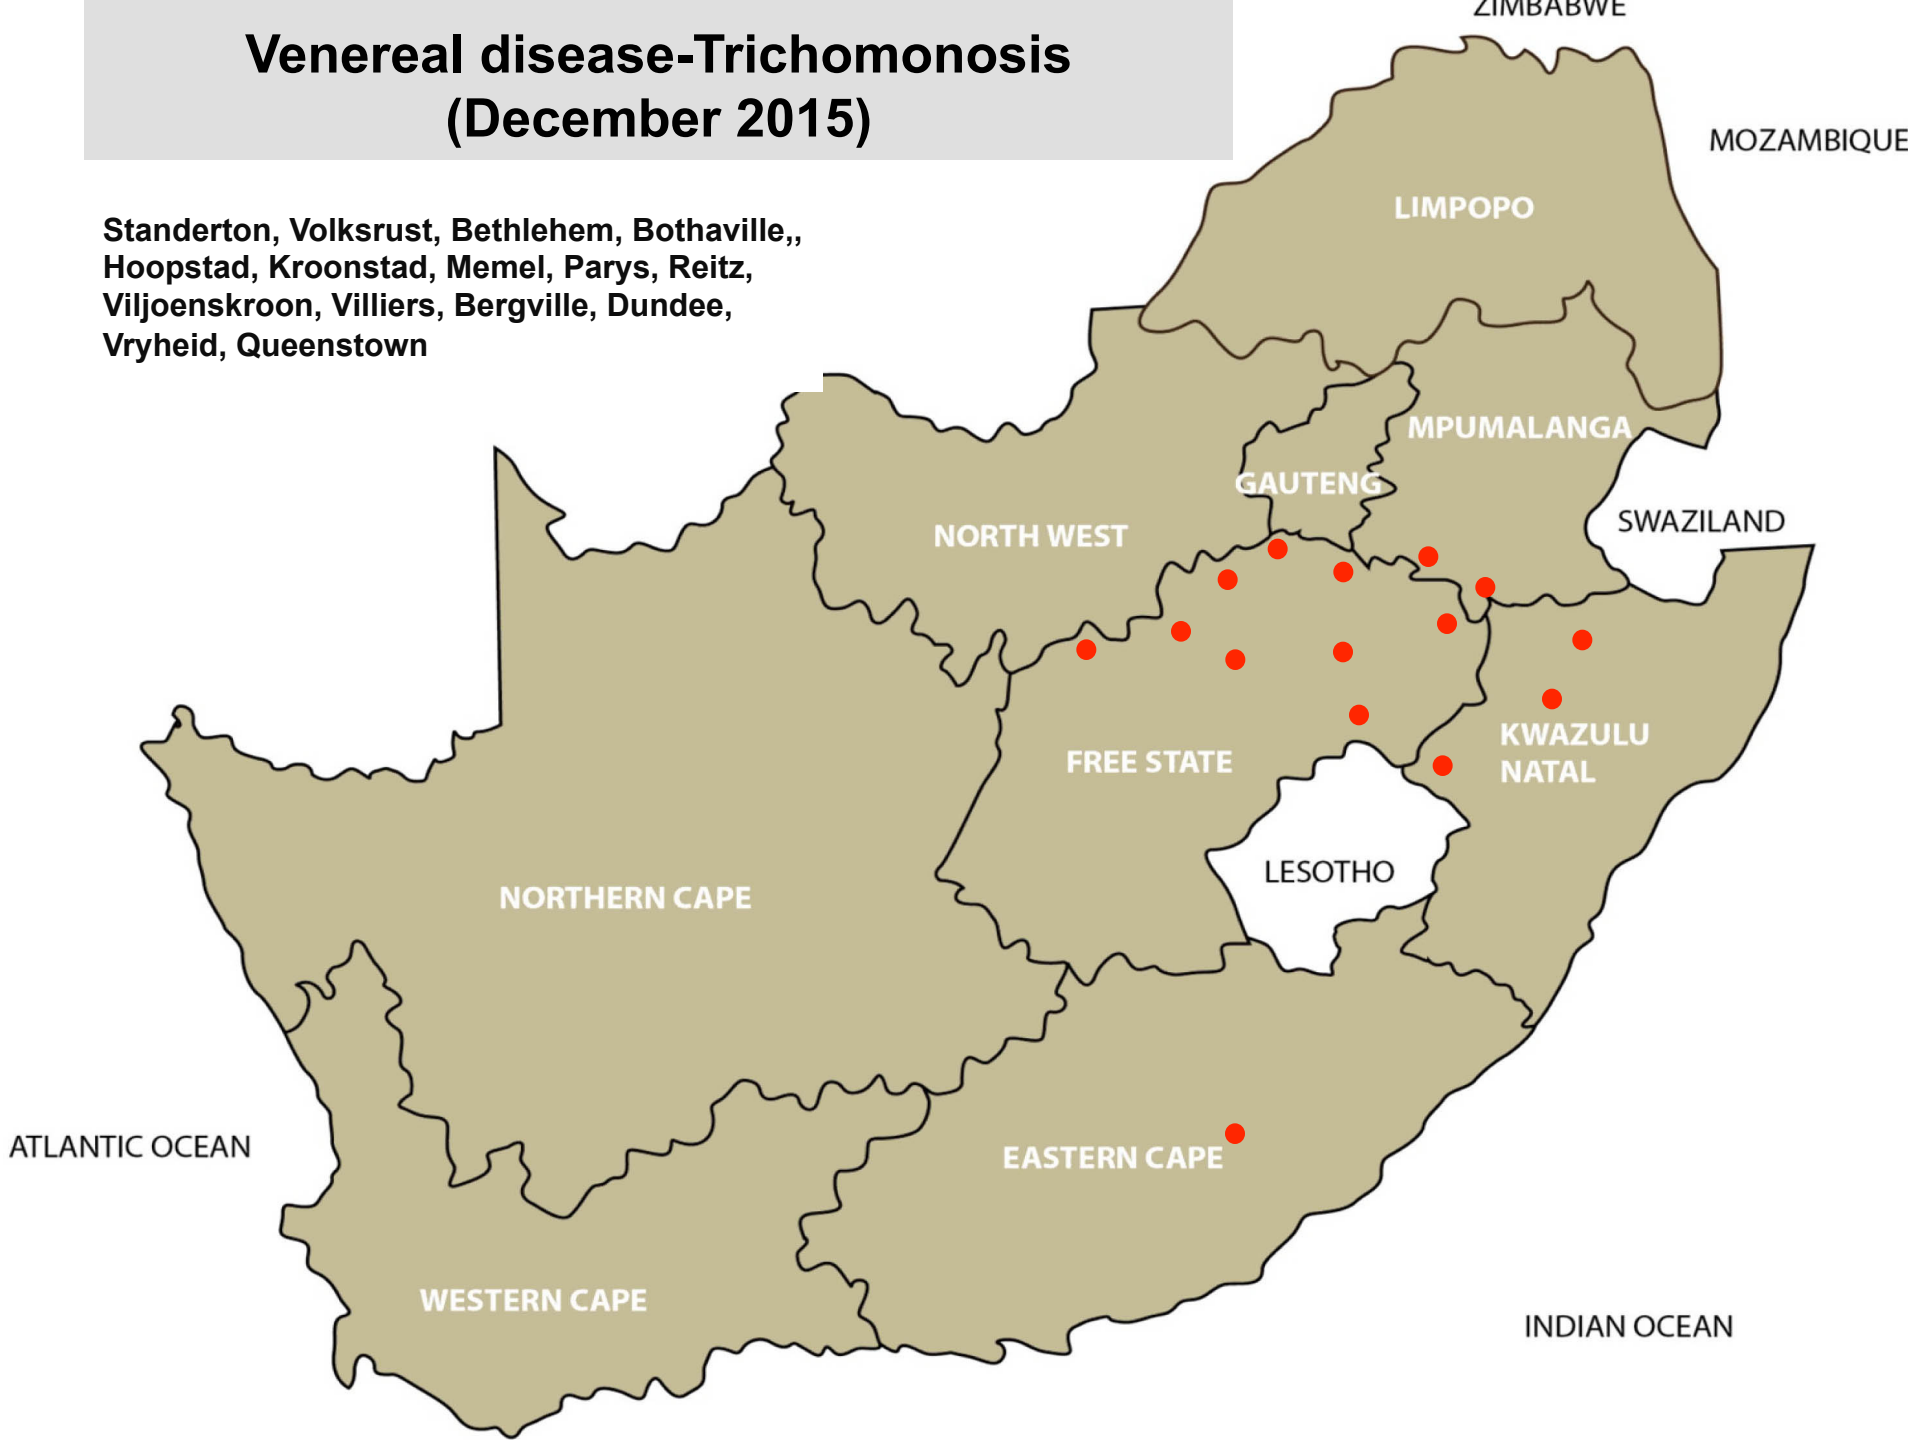 ZIMBABWE
Venereal disease-Trichomonosis
(December 2015)
MOZAMBIQUE
LIMPOPO
Standerton, Volksrust, Bethlehem, Bothaville,,
Hoopstad, Kroonstad, Memel, Parys, Reitz,
Viljoenskroon, Villiers, Bergville, Dundee,
Vryheid, Queenstown
MPUMALANGA
GAUTENG
SWAZILAND
NORTH WEST
KWAZULU
NATAL
FREE STATE
LESOTHO
NORTHERN CAPE
ATLANTIC OCEAN
EASTERN CAPE
WESTERN CAPE
INDIAN OCEAN